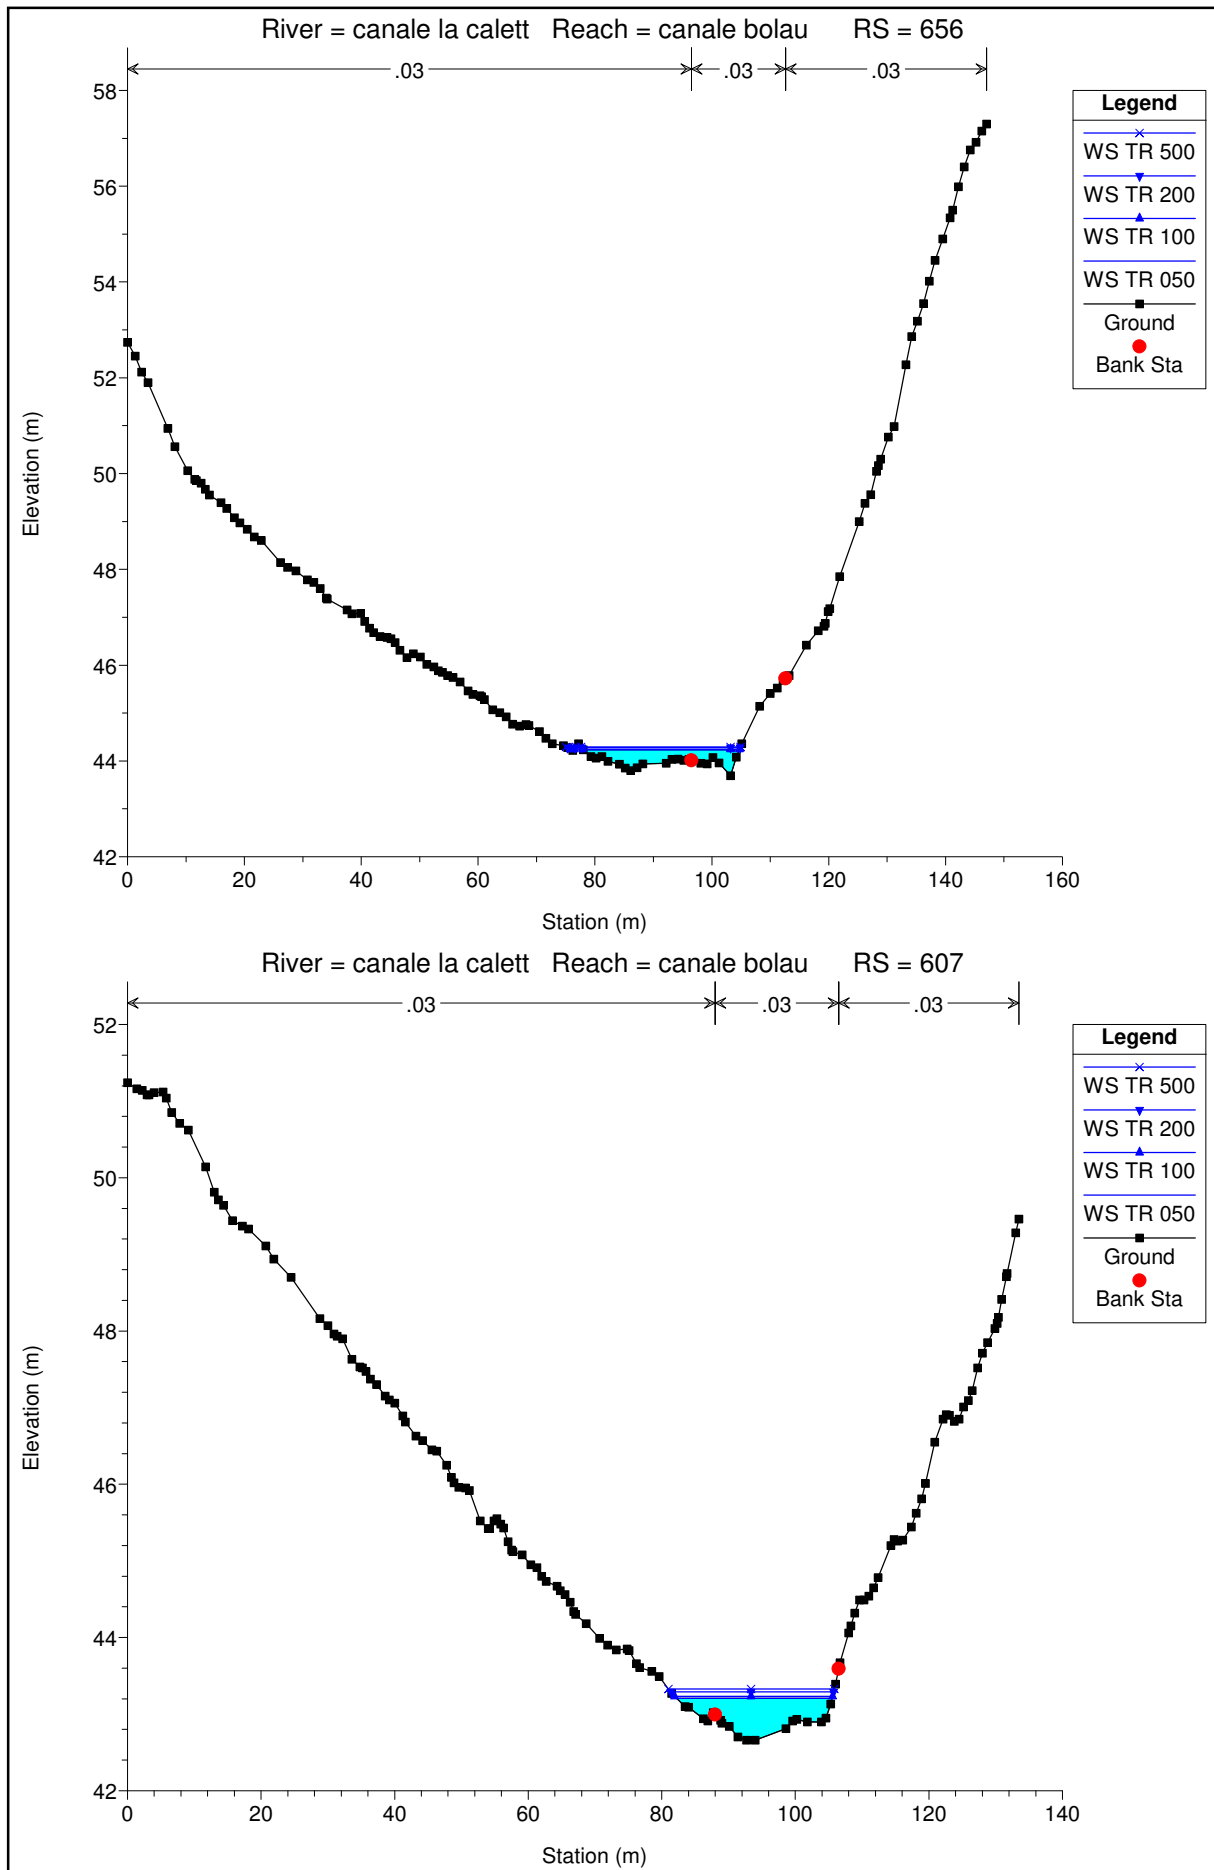 River = canale la calett Reach = canale bolau RS = 656
.03 .03 .03
58
56
54
52
50
48
46
44
42
Elevation (m)
0 20 40 60 80 100 120 140 160
Station (m)
Legend
WS TR 500
WS TR 200
WS TR 100
WS TR 050
Ground
Bank Sta
River = canale la calett Reach = canale bolau RS = 607
.03 .03 .03
52
50
48
46
44
42
Elevation (m)
0 20 40 60 80 100 120 140
Station (m)
Legend
WS TR 500
WS TR 200
WS TR 100
WS TR 050
Ground
Bank Sta